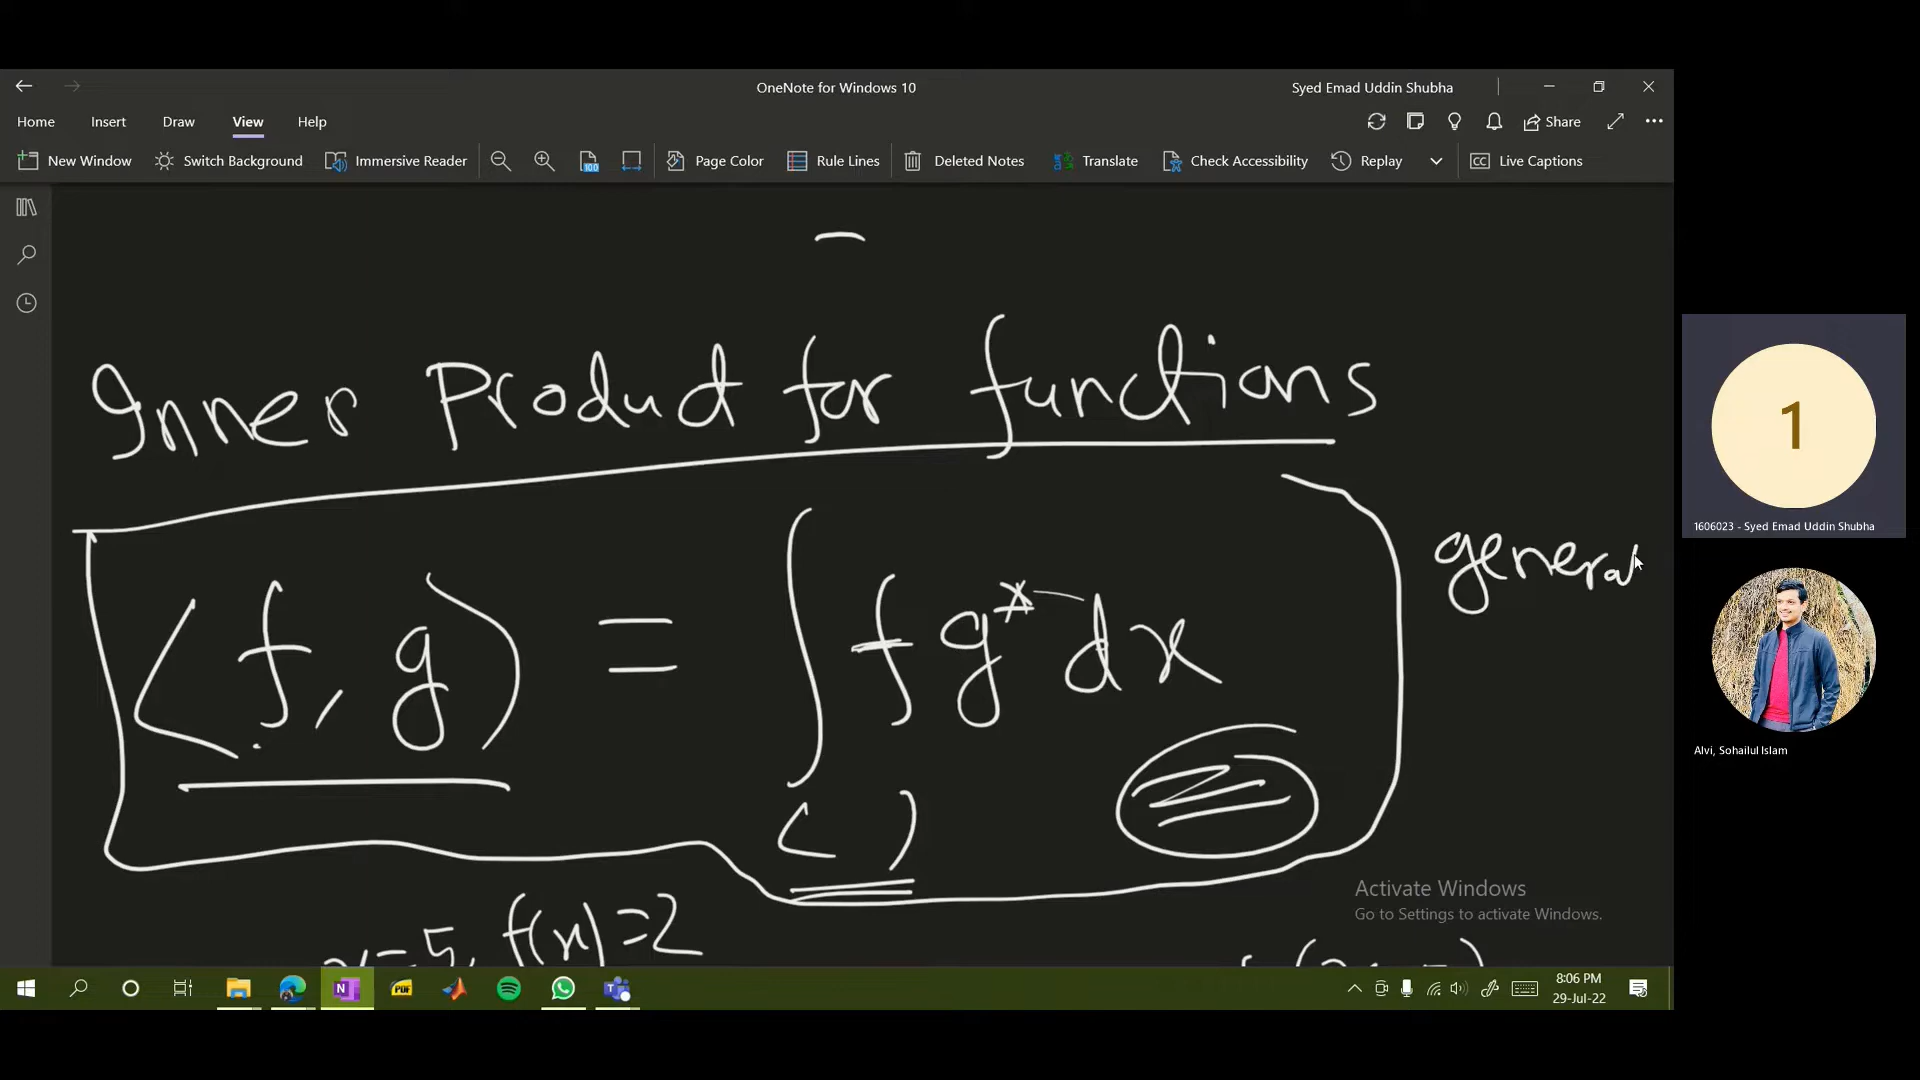 OneNote for Windows 10
Syed Emad Uddin Shubha
Home Insert Draw View Help
Share
New Window Switch Background Immersive Reader Page Color Rule Lines Deleted Notes Translate Check Accessibility Replay Live Captions
Inner Product for functions
⟨f, g⟩ = ∫ f g* dx
general
( )
x=5, f(x)=2
1
1606023 - Syed Emad Uddin Shubha
Alvi, Sohailul Islam
Activate Windows
Go to Settings to activate Windows.
8:06 PM
29-Jul-22